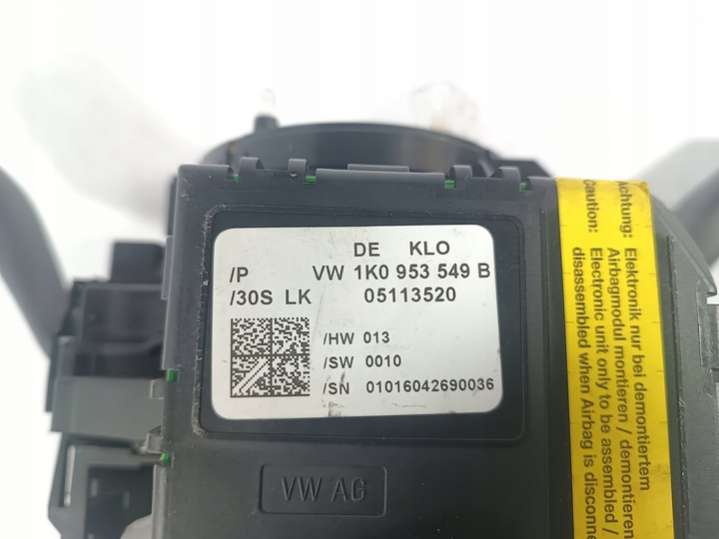 DE KLO
/P VW 1K0 953 549 B
/30S LK 05113520
/HW 013
/SW 0010
/SN 01016042690036
VW AG
Achtung: Elektronik nur bei demontiertem
Airbagmodul montieren / demontieren
Caution: Electronic unit only to be assembled /
disassembled when Airbag is disconne